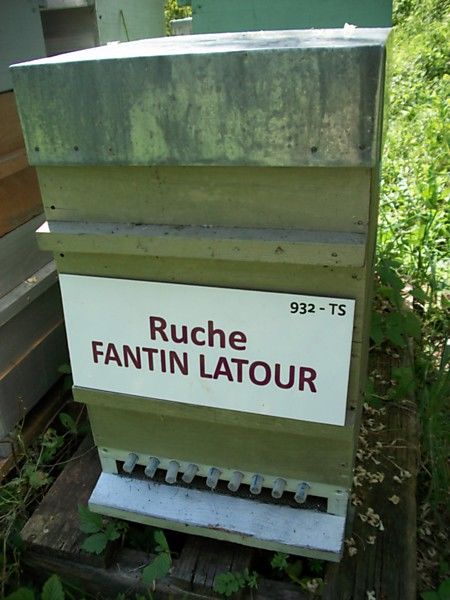 932 - TS
Ruche
FANTIN LATOUR